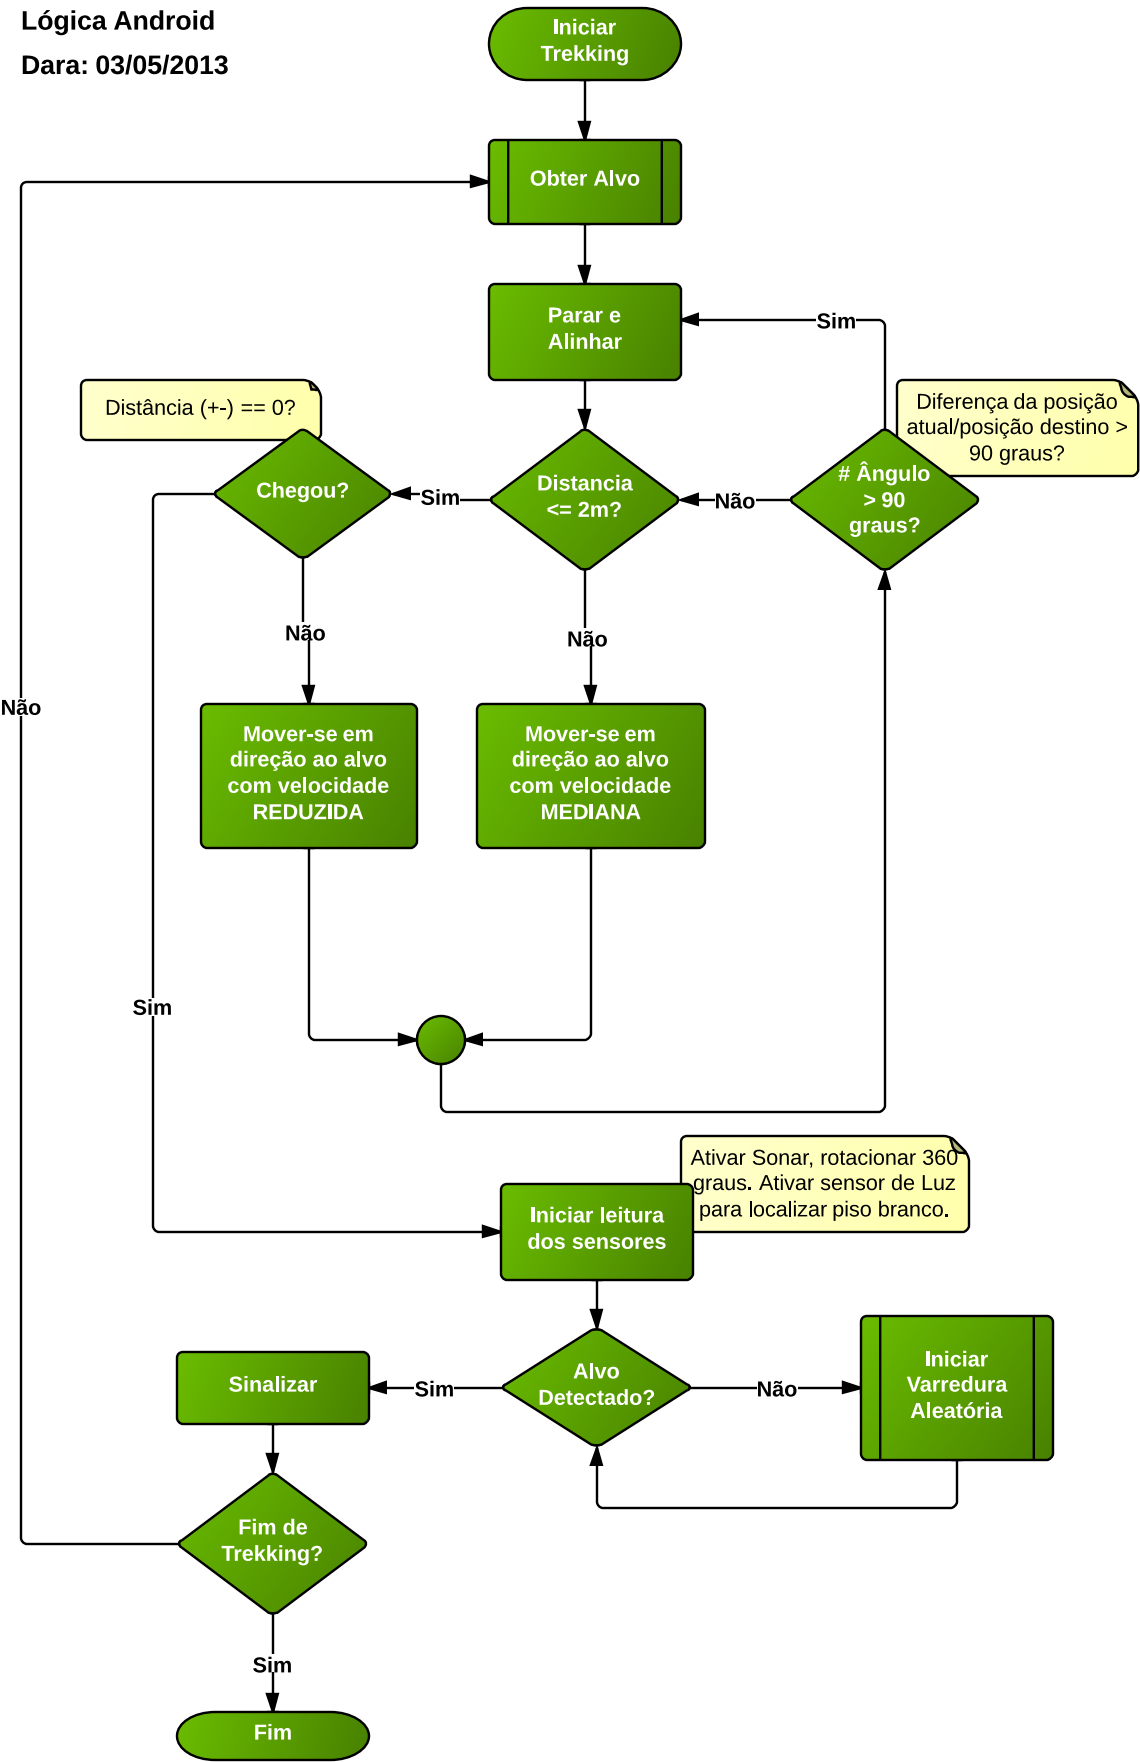 Lógica Android
Dara: 03/05/2013
Iniciar
Trekking
Obter Alvo
Parar e
Alinhar
Sim
Distância (+-) == 0?
Diferença da posição
atual/posição destino >
90 graus?
Chegou?
Sim
Distancia
<= 2m?
Não
# Ângulo
> 90
graus?
Não
Não
Não
Mover-se em
direção ao alvo
com velocidade
REDUZIDA
Mover-se em
direção ao alvo
com velocidade
MEDIANA
Sim
Ativar Sonar, rotacionar 360
graus. Ativar sensor de Luz
para localizar piso branco.
Iniciar leitura
dos sensores
Sinalizar
Sim
Alvo
Detectado?
Não
Iniciar
Varredura
Aleatória
Fim de
Trekking?
Sim
Fim